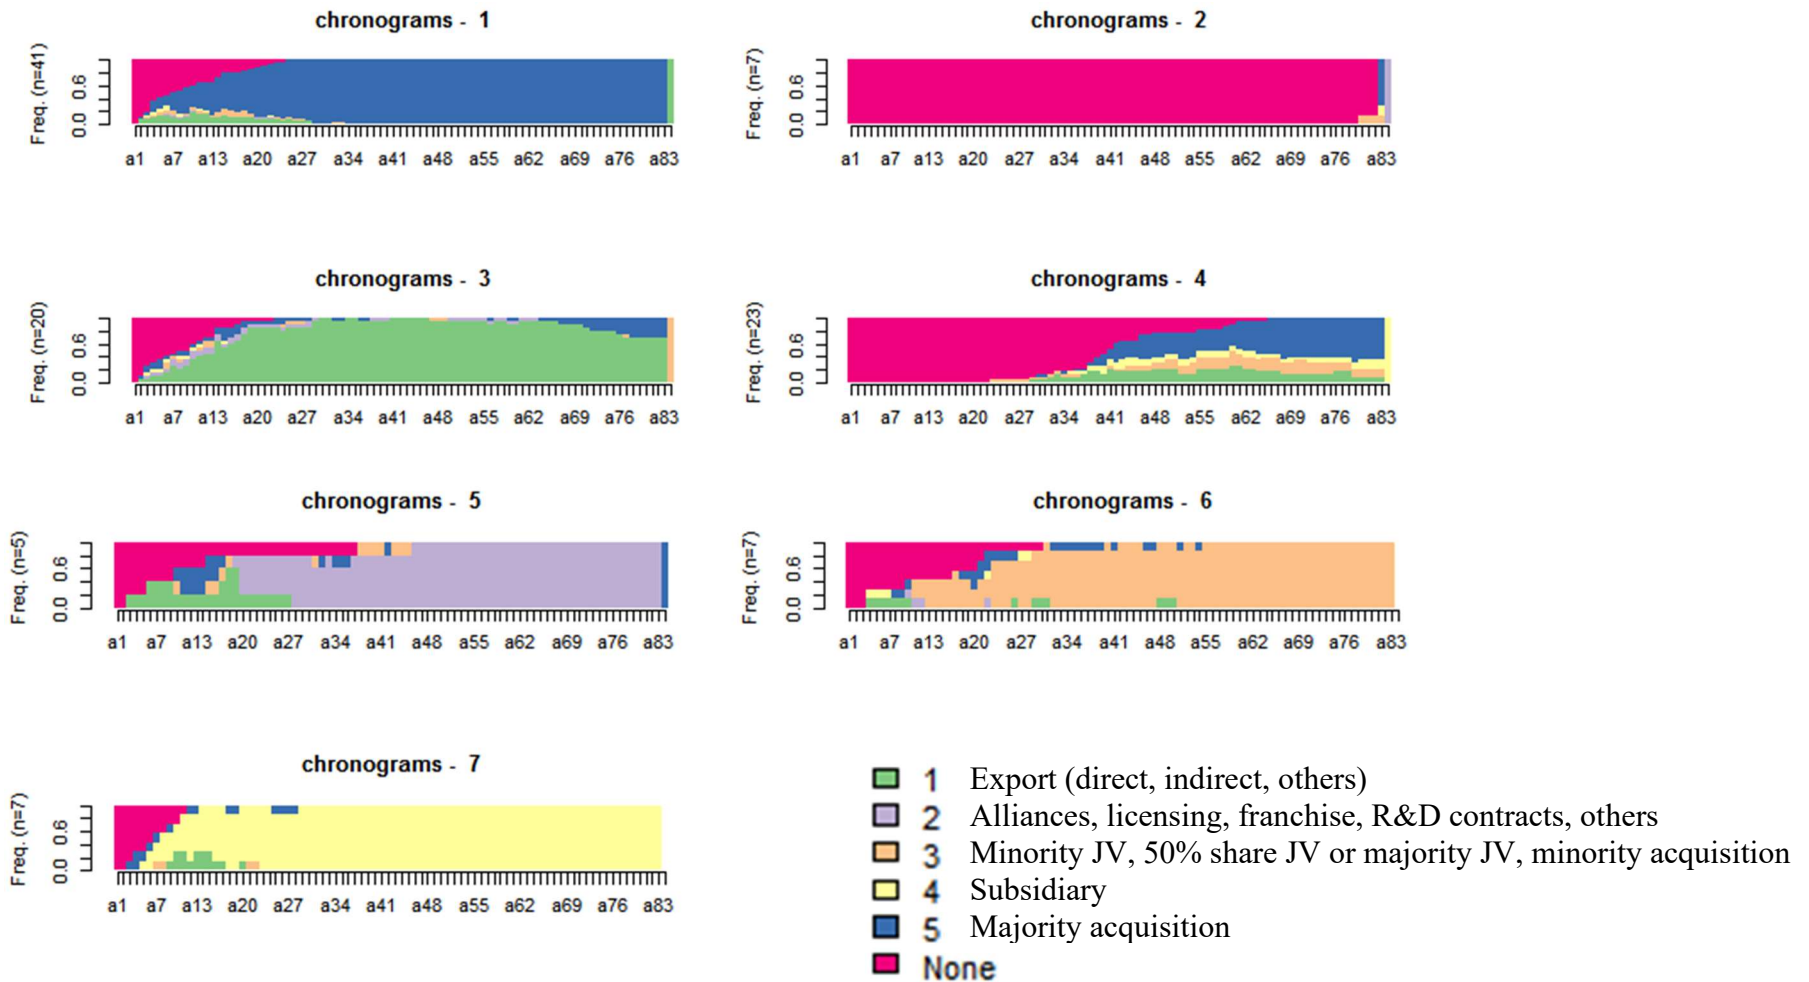 chronograms - 1
Freq. (n=41)
0.0 0.6
a1 a7 a13 a20 a27 a34 a41 a48 a55 a62 a69 a76 a83
chronograms - 2
Freq. (n=7)
0.0 0.6
a1 a7 a13 a20 a27 a34 a41 a48 a55 a62 a69 a76 a83
chronograms - 3
Freq. (n=20)
0.0 0.6
a1 a7 a13 a20 a27 a34 a41 a48 a55 a62 a69 a76 a83
chronograms - 4
Freq. (n=23)
0.0 0.6
a1 a7 a13 a20 a27 a34 a41 a48 a55 a62 a69 a76 a83
chronograms - 5
Freq. (n=5)
0.0 0.6
a1 a7 a13 a20 a27 a34 a41 a48 a55 a62 a69 a76 a83
chronograms - 6
Freq. (n=7)
0.0 0.6
a1 a7 a13 a20 a27 a34 a41 a48 a55 a62 a69 a76 a83
chronograms - 7
Freq. (n=7)
0.0 0.6
a1 a7 a13 a20 a27 a34 a41 a48 a55 a62 a69 a76 a83
1 Export (direct, indirect, others)
2 Alliances, licensing, franchise, R&D contracts, others
3 Minority JV, 50% share JV or majority JV, minority acquisition
4 Subsidiary
5 Majority acquisition
None